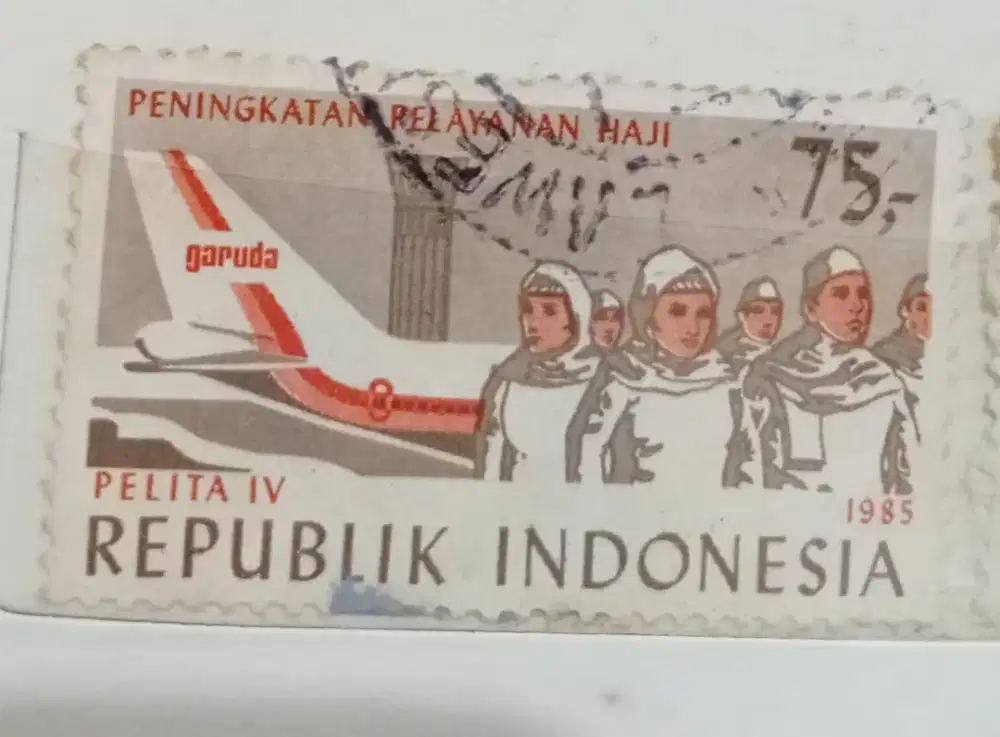 PENINGKATAN PELAYANAN HAJI
75,-
garuda
PELITA IV
1985
REPUBLIK INDONESIA